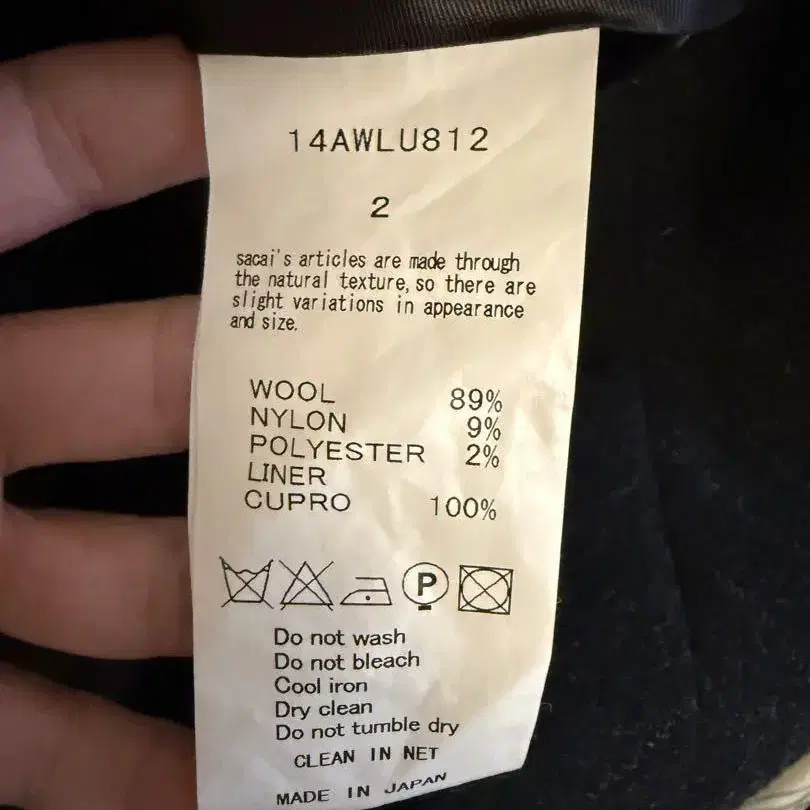 14AWLU812
2
sacai's articles are made through
the natural texture, so there are
slight variations in appearance
and size.
WOOL 89%
NYLON 9%
POLYESTER 2%
LINER
CUPRO 100%
P
Do not wash
Do not bleach
Cool iron
Dry clean
Do not tumble dry
CLEAN IN NET
MADE IN JAPAN